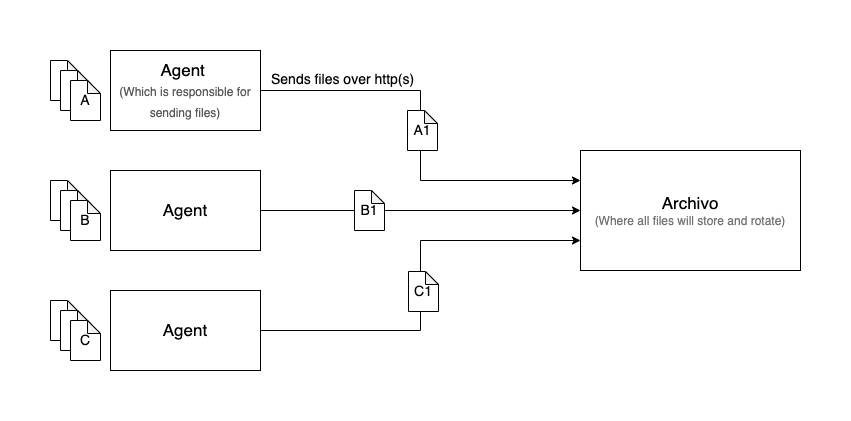 A
Agent
(Which is responsible for
sending files)
Sends files over http(s)
A1
B
Agent
B1
Archivo
(Where all files will store and rotate)
C1
C
Agent